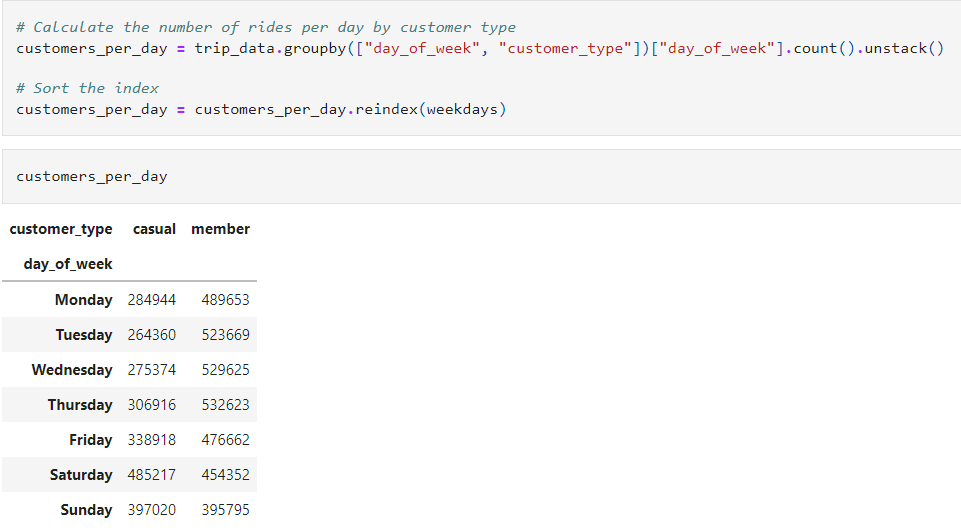 # Calculate the number of rides per day by customer type
customers_per_day = trip_data.groupby(["day_of_week", "customer_type"])["day_of_week"].count().unstack()
# Sort the index
customers_per_day = customers_per_day.reindex(weekdays)
customers_per_day
customer_type casual member
day_of_week
Monday 284944 489653
Tuesday 264360 523669
Wednesday 275374 529625
Thursday 306916 532623
Friday 338918 476662
Saturday 485217 454352
Sunday 397020 395795